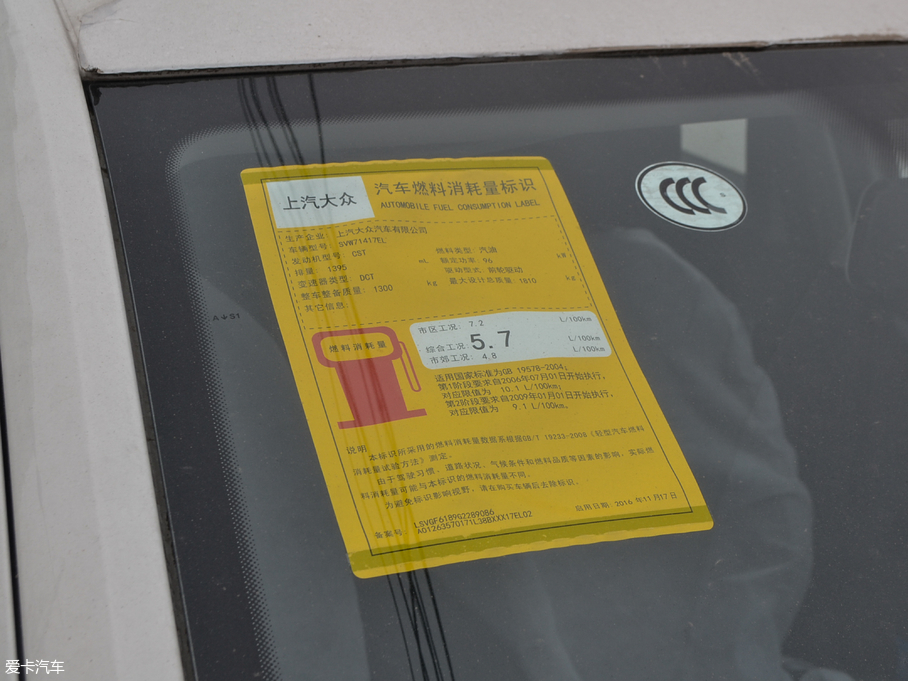 上汽大众
汽车燃料消耗量标识
AUTOMOBILE FUEL CONSUMPTION LABEL
生产企业: 上汽大众汽车有限公司
车辆型号: SVW71417EL
发动机型号: CST 燃料类型: 汽油
排量: 1395 mL 额定功率: 96 kW
变速器类型: DCT 驱动型式: 前轮驱动
整车整备质量: 1300 kg 最大设计总质量: 1810 kg
其它信息:
燃料消耗量
市区工况: 7.2 L/100km
综合工况: 5.7 L/100km
市郊工况: 4.8 L/100km
适用国家标准为GB 19578-2004;
第1阶段要求自2006年07月01日开始执行,
对应限值为 10.1 L/100km;
第2阶段要求自2009年01月01日开始执行,
对应限值为 9.1 L/100km。
说明
本标识所采用的燃料消耗量数据系根据GB/T 19233-2008《轻型汽车燃料
消耗量试验方法》测定。
由于驾驶习惯、道路状况、气候条件和燃料品质等因素的影响, 实际燃
料消耗量可能与本标识的燃料消耗量不同。
为避免标识影响视野, 请在购买车辆后去除标识。
LSVGF6189G2289086
备案号: A01263570171L38BXXX17EL02 启用日期: 2016 年11月17日
CCC
S1
爱卡汽车